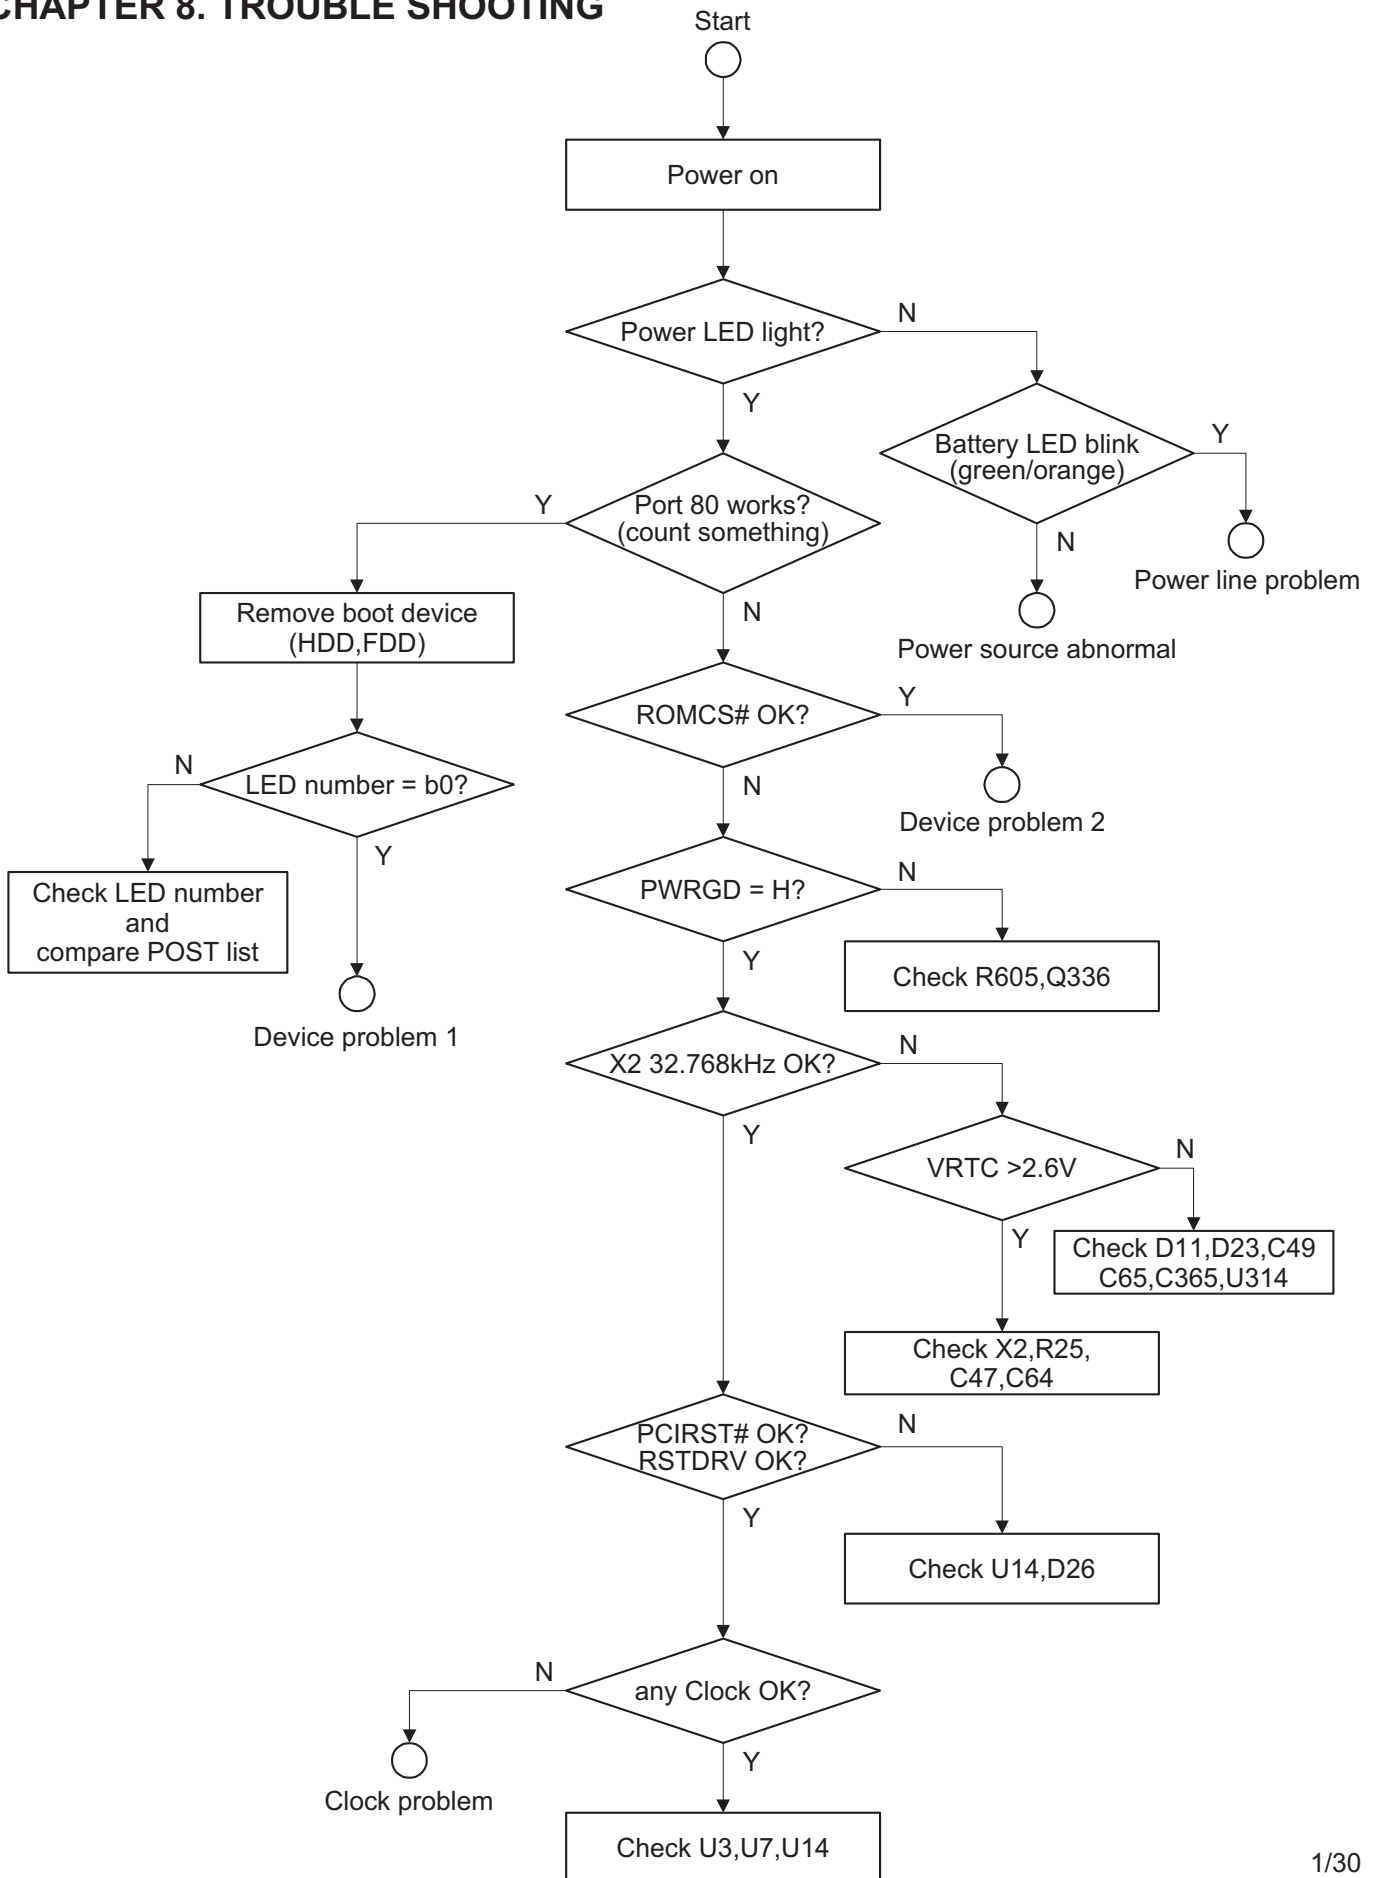 CHAPTER 8. TROUBLE SHOOTING
Start
Power on
Power LED light?
N
Y
Battery LED blink
(green/orange)
Y
N
Power line problem
Power source abnormal
Port 80 works?
(count something)
Y
N
Remove boot device
(HDD,FDD)
LED number = b0?
N
Y
Check LED number
and
compare POST list
Device problem 1
ROMCS# OK?
Y
N
Device problem 2
PWRGD = H?
N
Y
Check R605,Q336
X2 32.768kHz OK?
N
Y
VRTC >2.6V
N
Y
Check D11,D23,C49
C65,C365,U314
Check X2,R25,
C47,C64
PCIRST# OK?
RSTDRV OK?
N
Y
Check U14,D26
any Clock OK?
N
Y
Clock problem
Check U3,U7,U14
1/30